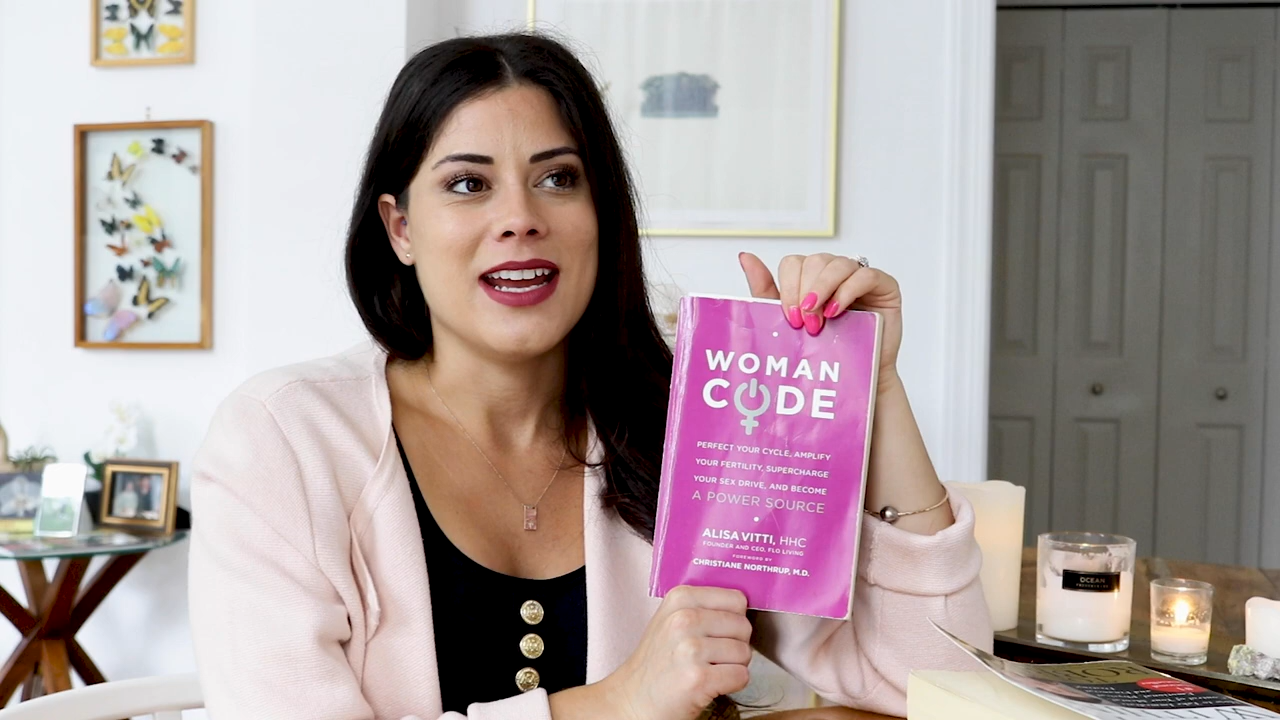 WOMAN
CODE
PERFECT YOUR CYCLE, AMPLIFY
YOUR FERTILITY, SUPERCHARGE
YOUR SEX DRIVE, AND BECOME
A POWER SOURCE
ALISA VITTI, HHC
FOUNDER AND CEO, FLO LIVING
FOREWORD BY
CHRISTIANE NORTHRUP, M.D.
OCEAN